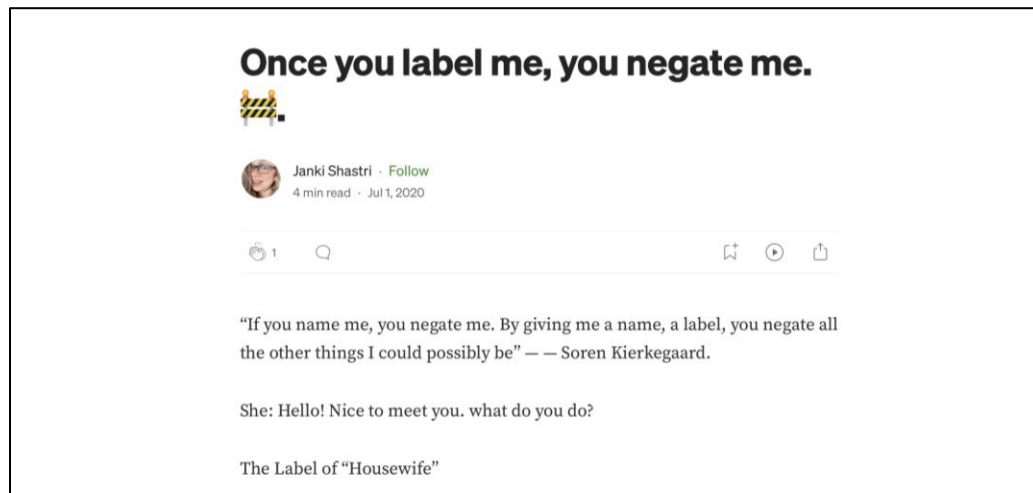 Once you label me, you negate me.
🚧.
Janki Shastri · Follow
4 min read · Jul 1, 2020
1
“If you name me, you negate me. By giving me a name, a label, you negate all
the other things I could possibly be” — — Soren Kierkegaard.
She: Hello! Nice to meet you. what do you do?
The Label of “Housewife”